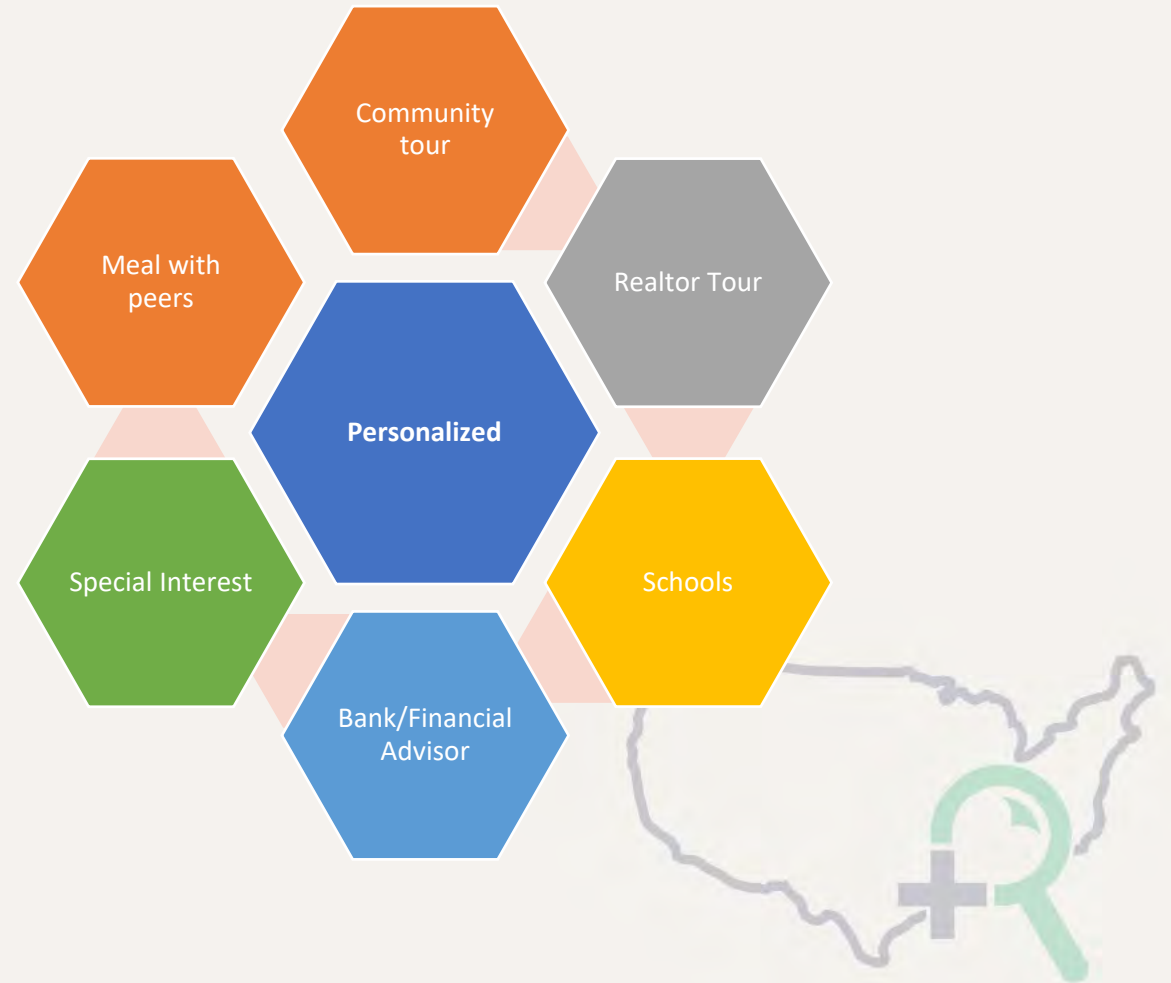 Community
tour
Realtor Tour
Schools
Bank/Financial
Advisor
Special Interest
Meal with
peers
Personalized